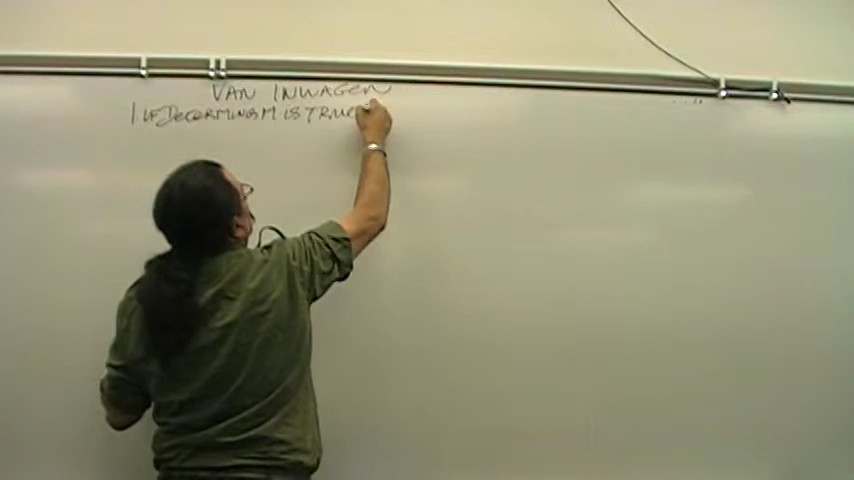 VAN INWAGEN
1 IF DETERMINISM IS TRUE